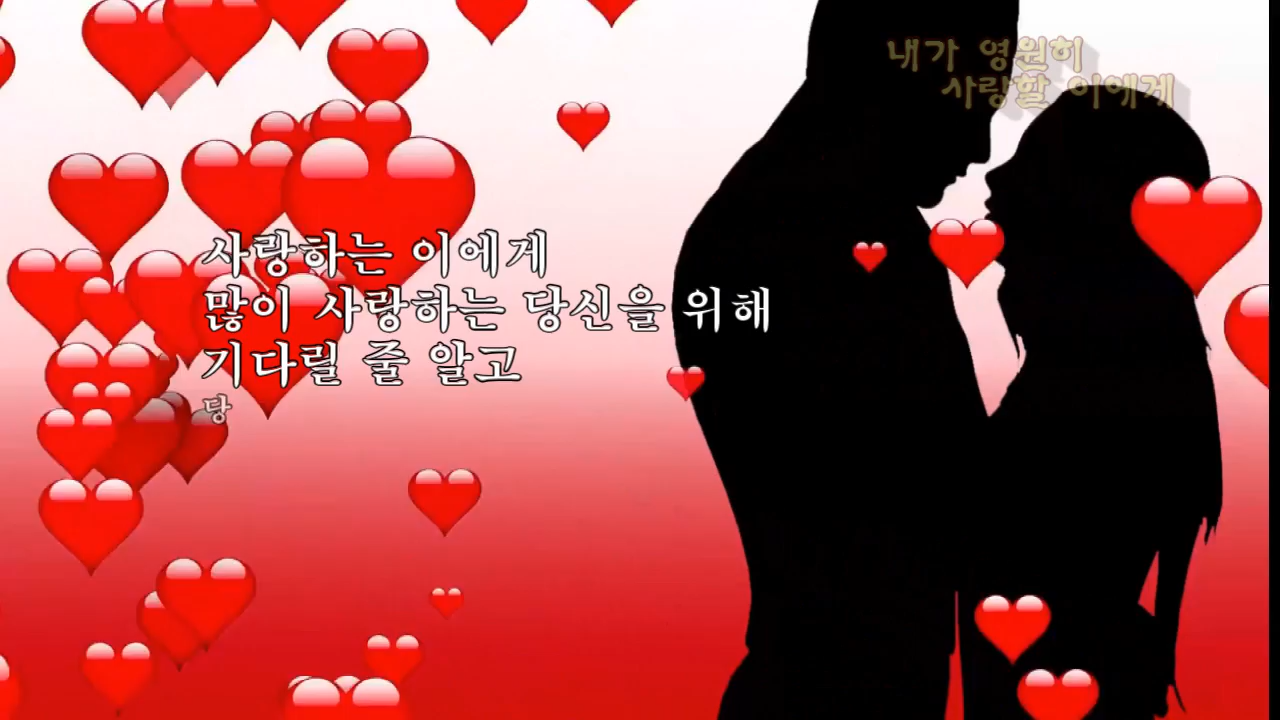 내가 영원히
사랑할 이에게
사랑하는 이에게
많이 사랑하는 당신을 위해
기다릴 줄 알고
당